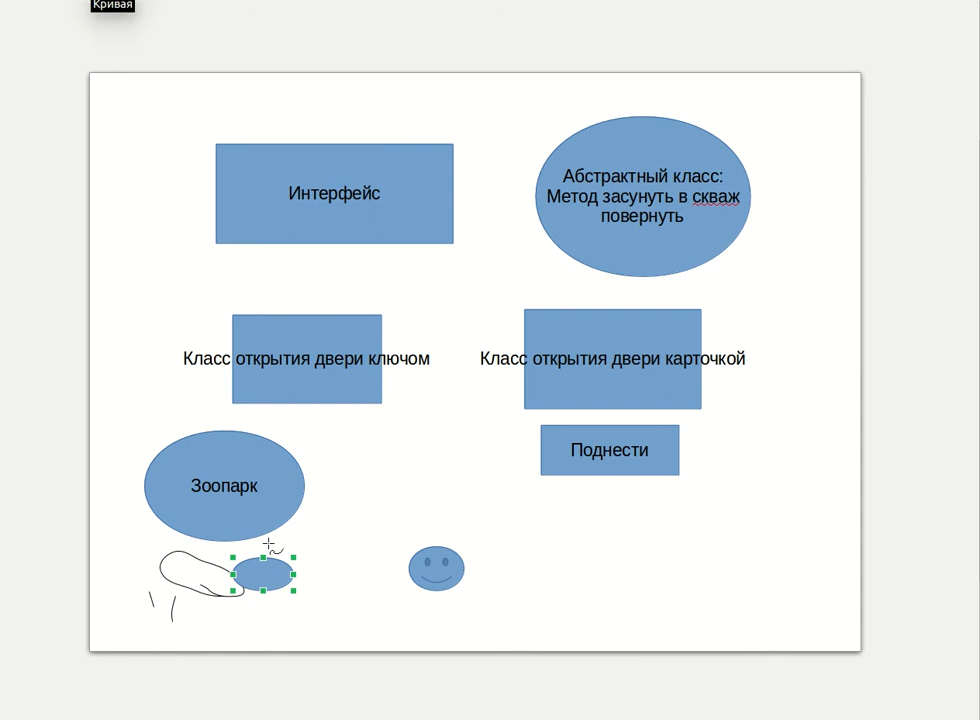 Кривая
Интерфейс
Абстрактный класс:
Метод засунуть в скваж
повернуть
Класс открытия двери ключом
Класс открытия двери карточкой
Поднести
Зоопарк